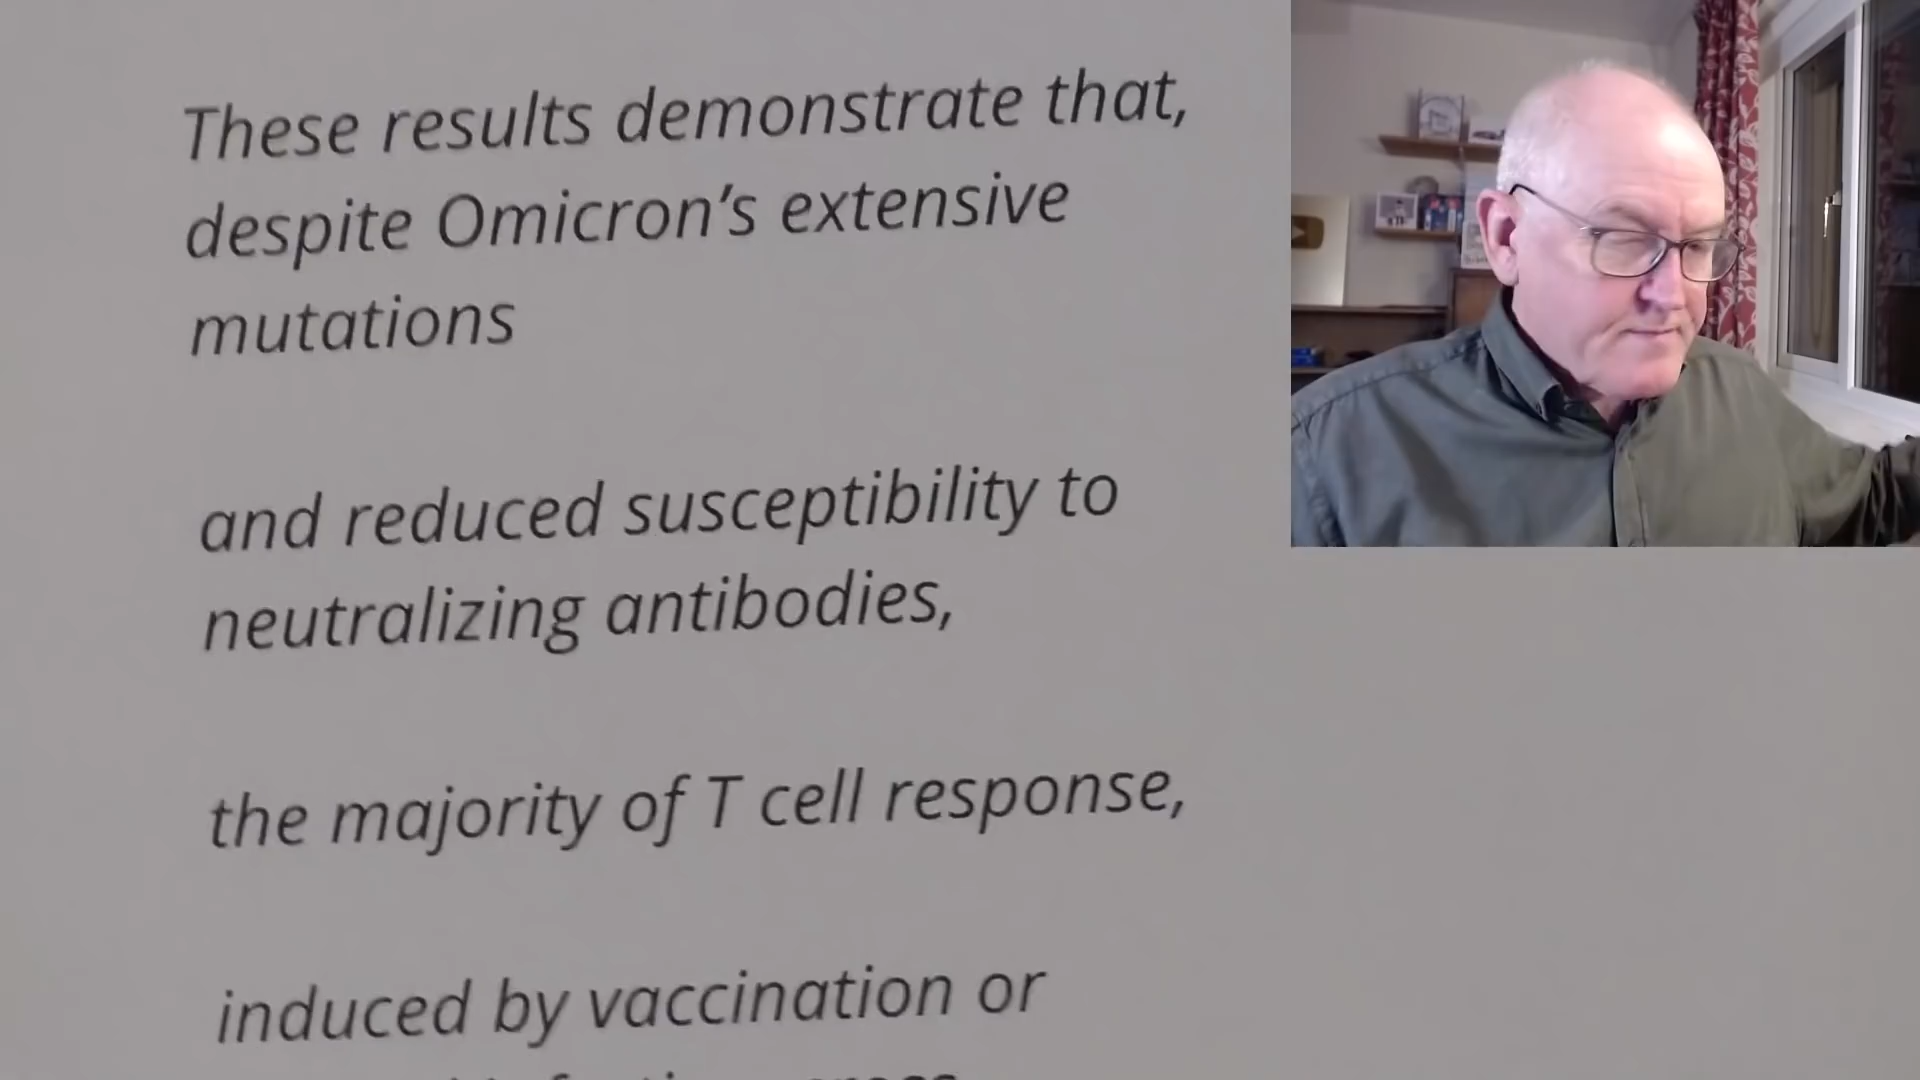 These results demonstrate that,
despite Omicron's extensive
mutations
and reduced susceptibility to
neutralizing antibodies,
the majority of T cell response,
induced by vaccination or